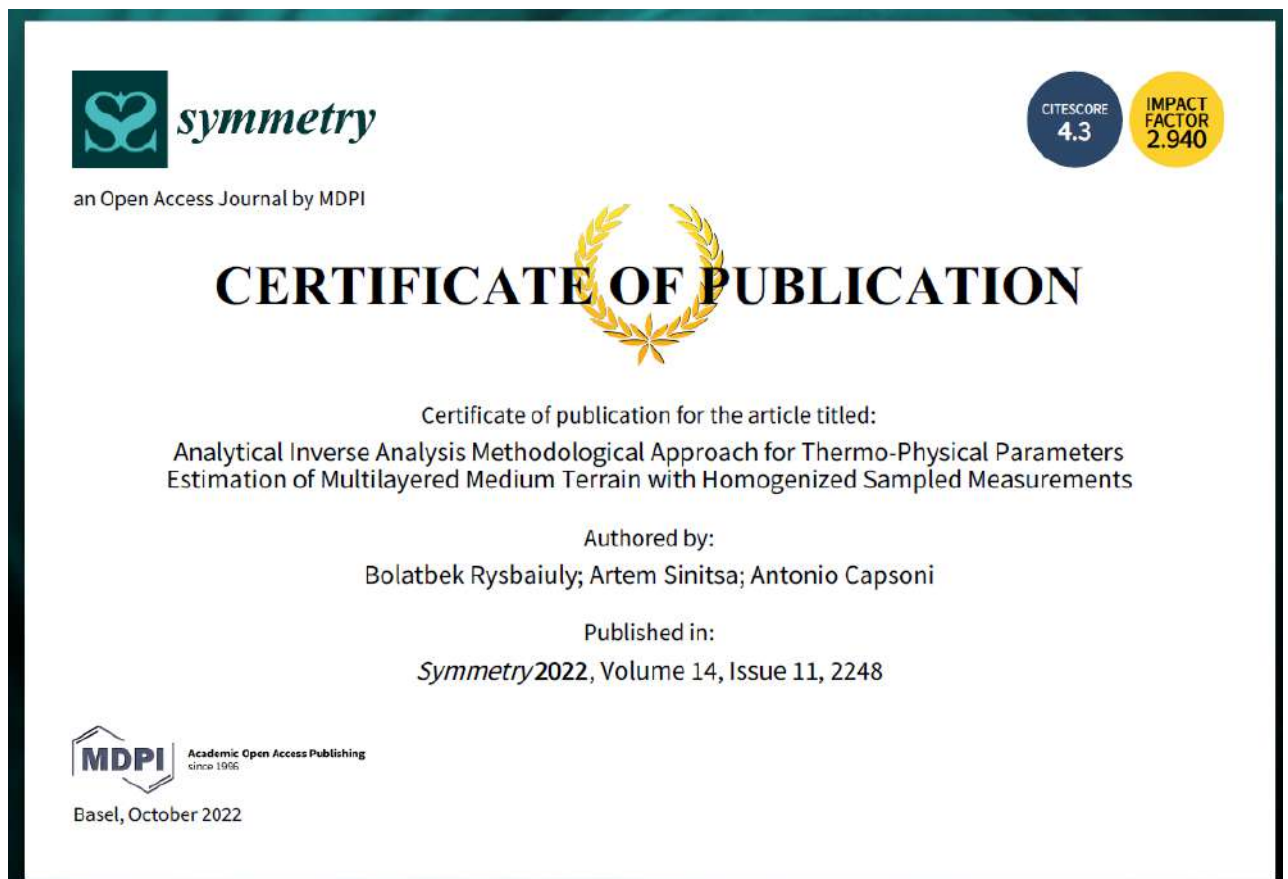 symmetry
CITESCORE
4.3
IMPACT
FACTOR
2.940
an Open Access Journal by MDPI
CERTIFICATE OF PUBLICATION
Certificate of publication for the article titled:
Analytical Inverse Analysis Methodological Approach for Thermo-Physical Parameters
Estimation of Multilayered Medium Terrain with Homogenized Sampled Measurements
Authored by:
Bolatbek Rysbaiuly; Artem Sinitsa; Antonio Capsoni
Published in:
Symmetry 2022, Volume 14, Issue 11, 2248
MDPI
Academic Open Access Publishing
since 1996
Basel, October 2022